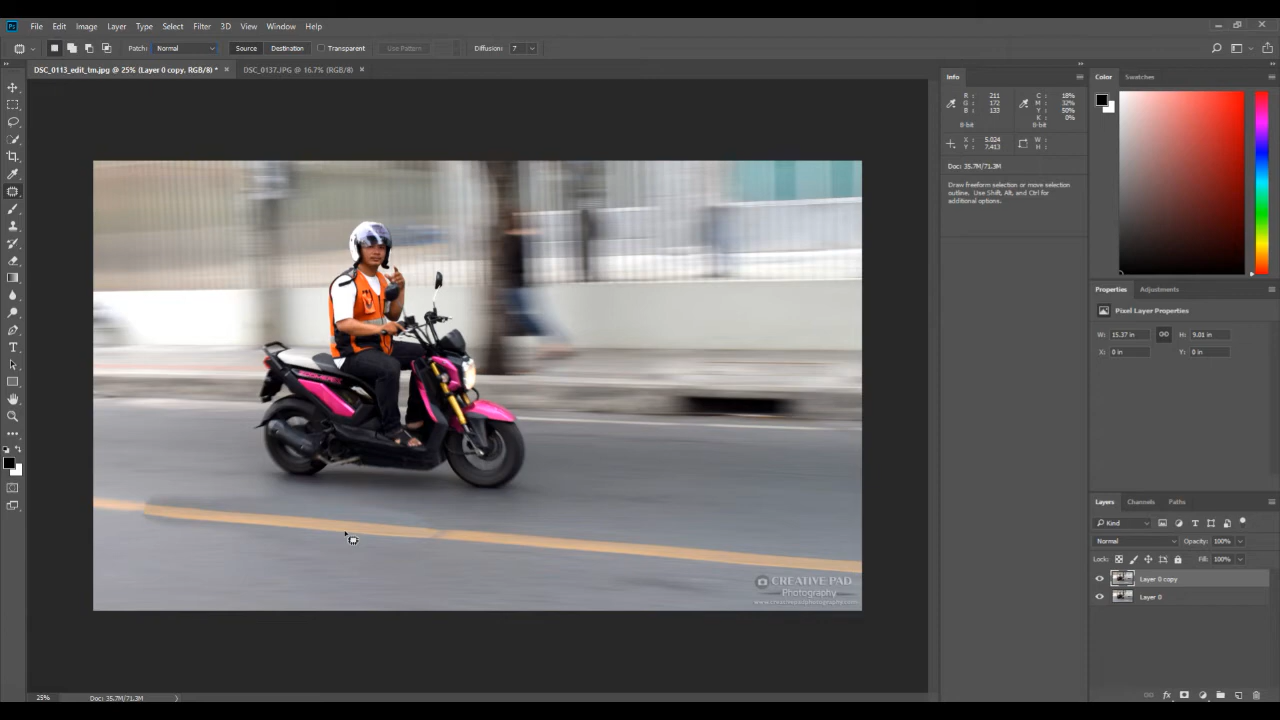 Ps File Edit Image Layer Type Select Filter 3D View Window Help
Patch: Normal Source Destination Transparent Use Pattern Diffusion: 7
DSC_0113_edit_tm.jpg @ 25% (Layer 0 copy, RGB/8) * × DSC_0137.JPG @ 16.7% (RGB/8) ×
Info
R : 211
G : 172
B : 133
8-bit
C : 18%
M : 32%
Y : 50%
K : 0%
8-bit
X : 5.024
Y : 7.413
W :
H :
Doc: 35.7M/71.3M
Draw freeform selection or move selection
outline. Use Shift, Alt, and Ctrl for
additional options.
Color Swatches
Properties Adjustments
Pixel Layer Properties
W: 15.37 in H: 9.01 in
X: 0 in Y: 0 in
Layers Channels Paths
Kind
Normal Opacity: 100%
Lock: Fill: 100%
Layer 0 copy
Layer 0
CREATIVE PAD
Photography
www.creativepadphotography.com
25% Doc: 35.7M/71.3M